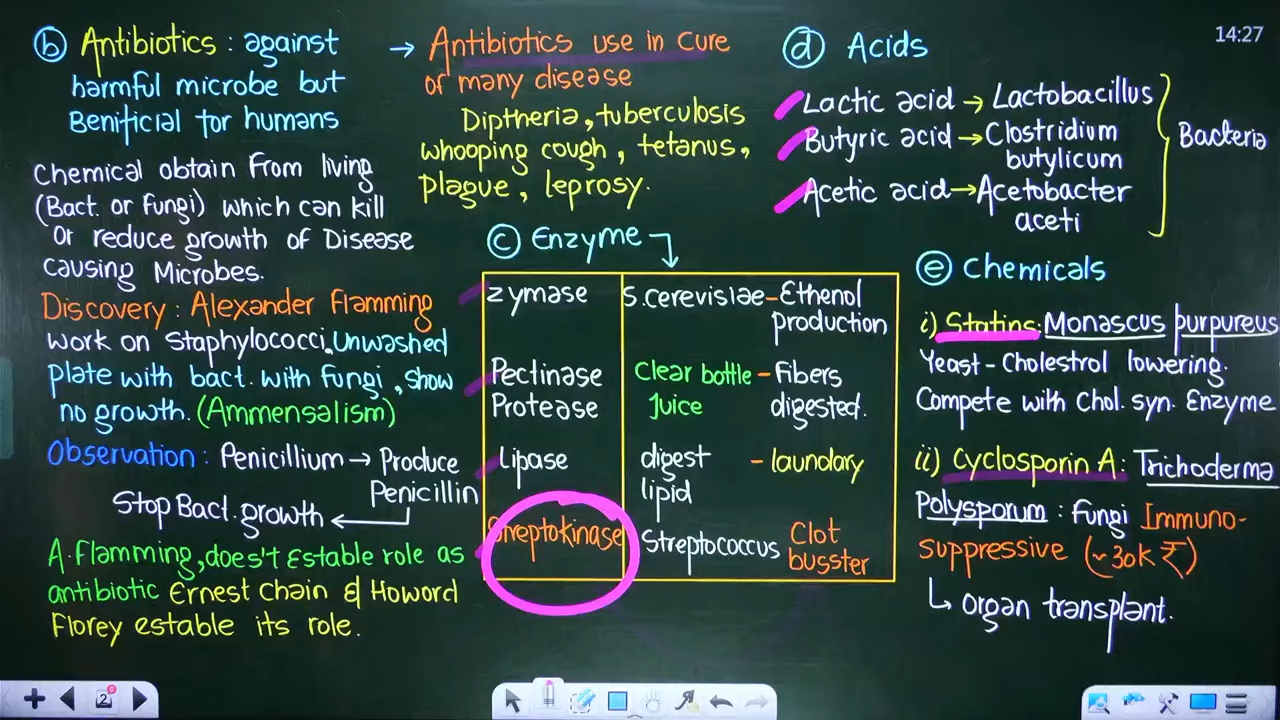 ⓑ Antibiotics : against
harmful microbe but
Benificial for humans
Chemical obtain from living
(Bact. or fungi) which can kill
or reduce growth of Disease
causing Microbes.
Discovery : Alexander Flamming
work on Staphylococci. Unwashed
plate with bact. with fungi, show
no growth. (Ammensalism)
Observation : Penicillium → Produce
Penicillin
Stop Bact. growth ←
A. Flamming, does't estable role as
antibiotic Ernest Chain & Howord
Florey estable its role.
→ Antibiotics use in cure
of many disease
Diptheria, tuberculosis
whooping cough, tetanus,
plague, leprosy.
ⓒ Enzyme
Zymase S. cerevisiae - Ethenol
production
Pectinase Clear bottle - Fibers
Protease Juice digested.
Lipase digest - laundary
lipid
Streptokinase Streptococcus Clot
busster
ⓓ Acids
Lactic acid → Lactobacillus
Butyric acid → Clostridium
butylicum
Acetic acid → Acetobacter
aceti
Bacteria
ⓔ Chemicals
i) Statins : Monascus purpureus
Yeast - Cholestrol lowering.
Compete with Chol. syn. Enzyme
ii) Cyclosporin A : Trichoderma
Polysporum : fungi Immuno-
suppressive (~30k ₹)
↳ organ transplant.
14:27
2